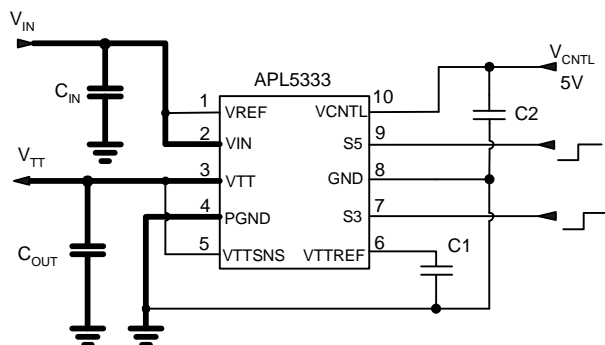 VIN
VCNTL
5V
CIN
APL5333
1 VREF VCNTL 10
C2
2 VIN S5 9
VTT
3 VTT GND 8
4 PGND S3 7
COUT
5 VTTSNS VTTREF 6
C1